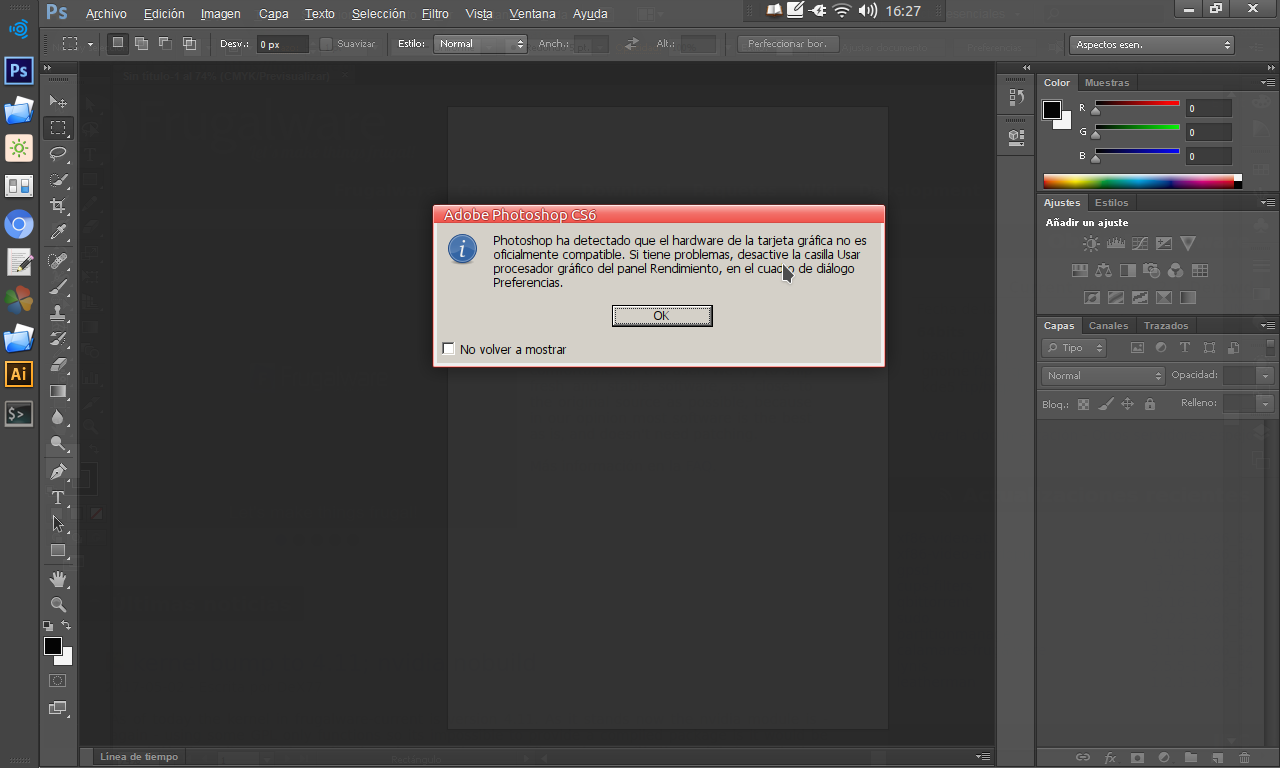 Ps Archivo Edición Imagen Capa Texto Selección Filtro Vista Ventana Ayuda 16:27
Desv.: 0 px Suavizar Estilo: Normal Anch.: Alt.: Perfeccionar bor. Aspectos esen.
Ps
Ai
$>
T
Color Muestras
R 0
G 0
B 0
Ajustes Estilos
Añadir un ajuste
Capas Canales Trazados
Tipo T
Normal Opacidad:
Bloq.: Relleno:
fx
Adobe Photoshop CS6
Photoshop ha detectado que el hardware de la tarjeta gráfica no es
oficialmente compatible. Si tiene problemas, desactive la casilla Usar
procesador gráfico del panel Rendimiento, en el cuadro de diálogo
Preferencias.
OK
No volver a mostrar
Línea de tiempo